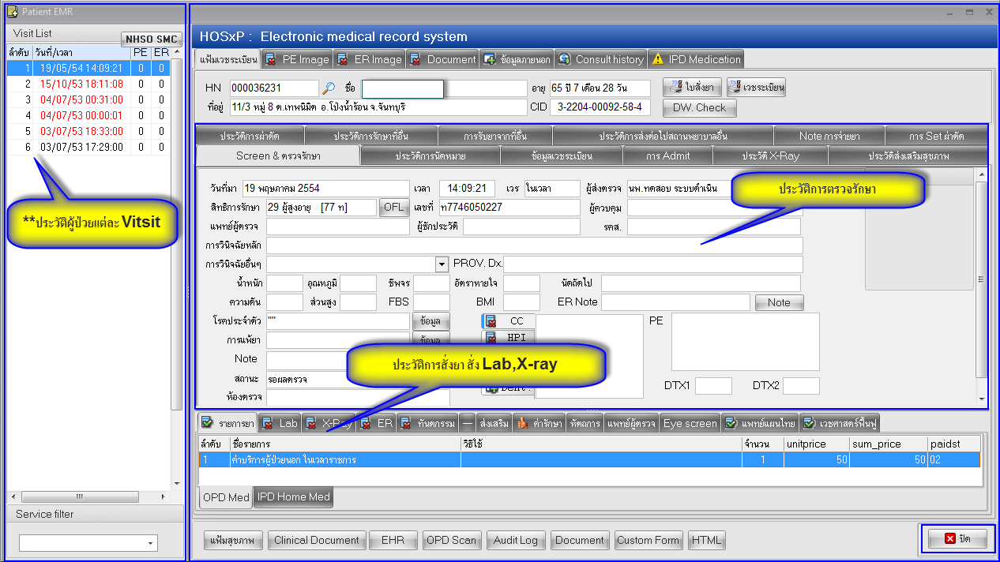 Patient EMR
Visit List
NHSO SMC
ลำดับ วันที่/เวลา PE ER
1 19/05/54 14:09:21 0 0
2 15/10/53 18:11:08 0 0
3 04/07/53 00:31:00 0 0
4 04/07/53 00:00:01 0 0
5 03/07/53 18:33:00 0 0
6 03/07/53 17:29:00 0 0
**ประวัติผู้ป่วยแต่ละ Vitsit
Service filter
HOSxP : Electronic medical record system
แฟ้มเวชระเบียน PE Image ER Image Document ข้อมูลภายนอก Consult history IPD Medication
HN 000036231 ชื่อ อายุ 65 ปี 7 เดือน 28 วัน ใบสั่งยา เวชระเบียน
ที่อยู่ 11/3 หมู่ 8 ต.เทพนิมิต อ.โป่งน้ำร้อน จ.จันทบุรี CID 3-2204-00092-58-4 DW. Check
ประวัติการผ่าตัด ประวัติการรักษาที่อื่น การรับยาจากที่อื่น ประวัติการส่งต่อไปสถานพยาบาลอื่น Note การจ่ายยา การ Set ผ่าตัด
Screen & ตรวจรักษา ประวัติการนัดหมาย ข้อมูลเวชระเบียน การ Admit ประวัติ X-Ray ประวัติส่งเสริมสุขภาพ
วันที่มา 19 พฤษภาคม 2554 เวลา 14:09:21 เวร ในเวลา ผู้ส่งตรวจ นพ.ทดสอบ ระบบดำเนิน
ประวัติการตรวจรักษา
สิทธิการรักษา 29 ผู้สูงอายุ [77 ท] OFL เลขที่ ท7746050227 ผู้ควบคุม
แพทย์ผู้ตรวจ ผู้ซักประวัติ รคส.
การวินิจฉัยหลัก
การวินิจฉัยอื่นๆ PROV. Dx.
น้ำหนัก อุณหภูมิ ชีพจร อัตราหายใจ นัดถัดไป
ความดัน ส่วนสูง FBS BMI ER Note Note
โรคประจำตัว "" ข้อมูล CC PE
การแพ้ยา ข้อมูล HPI
Note
ประวัติการสั่งยา สั่ง Lab,X-ray
สถานะ รอผลตรวจ Dent . DTX1 DTX2
ห้องตรวจ
รายการยา Lab X-Ray ER ทันตกรรม — ส่งเสริม ค่ารักษา หัตถการ แพทย์ผู้ตรวจ Eye screen แพทย์แผนไทย เวชศาสตร์ฟื้นฟู
ลำดับ ชื่อรายการ วิธีใช้ จำนวน unitprice sum_price paidst
1 ค่าบริการผู้ป่วยนอก ในเวลาราชการ 1 50 50 02
OPD Med IPD Home Med
แฟ้มสุขภาพ Clinical Document EHR OPD Scan Audit Log Document Custom Form HTML ปิด